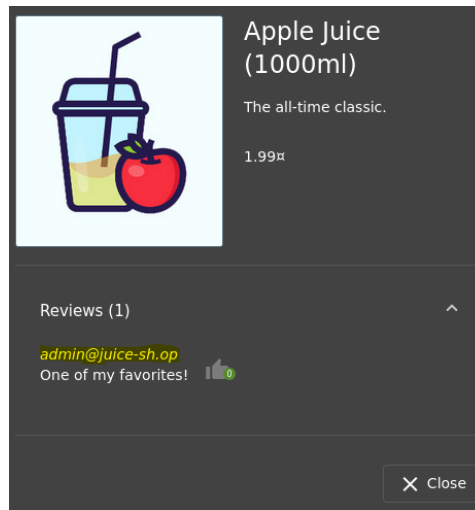 Apple Juice
(1000ml)
The all-time classic.
1.99¤
Reviews (1)
admin@juice-sh.op
One of my favorites!
0
Close